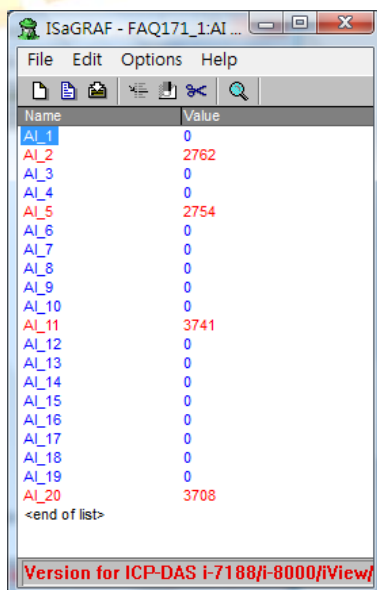 ISaGRAF - FAQ171_1:AI ...
File Edit Options Help
Name Value
AI_1 0
AI_2 2762
AI_3 0
AI_4 0
AI_5 2754
AI_6 0
AI_7 0
AI_8 0
AI_9 0
AI_10 0
AI_11 3741
AI_12 0
AI_13 0
AI_14 0
AI_15 0
AI_16 0
AI_17 0
AI_18 0
AI_19 0
AI_20 3708
<end of list>
Version for ICP-DAS i-7188/i-8000/iView/